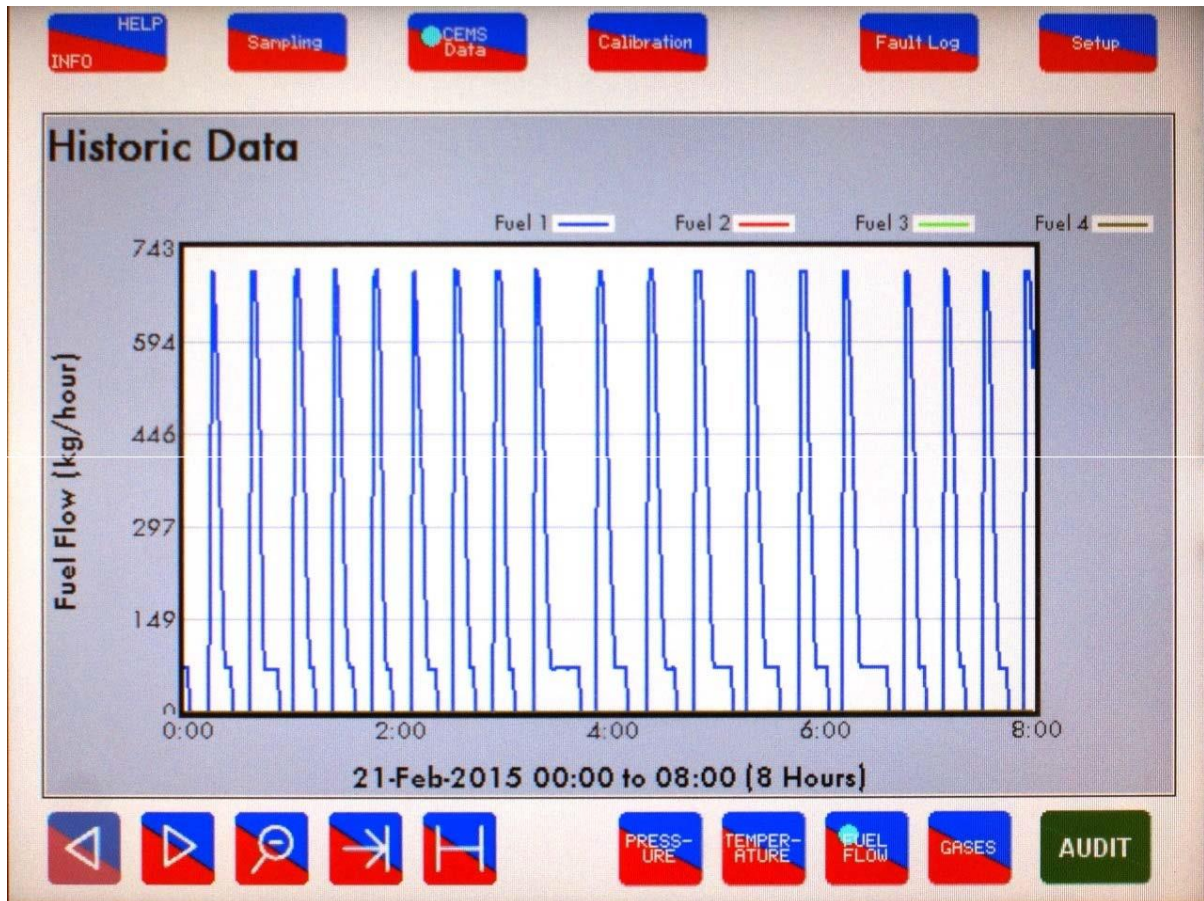 HELP
INFO
Sampling
CEMS
Data
Calibration
Fault Log
Setup
Historic Data
Fuel 1
Fuel 2
Fuel 3
Fuel 4
743
594
446
297
149
0
Fuel Flow (kg/hour)
0:00
2:00
4:00
6:00
8:00
21-Feb-2015 00:00 to 08:00 (8 Hours)
PRESS-
URE
TEMPER-
ATURE
FUEL
FLOW
GASES
AUDIT